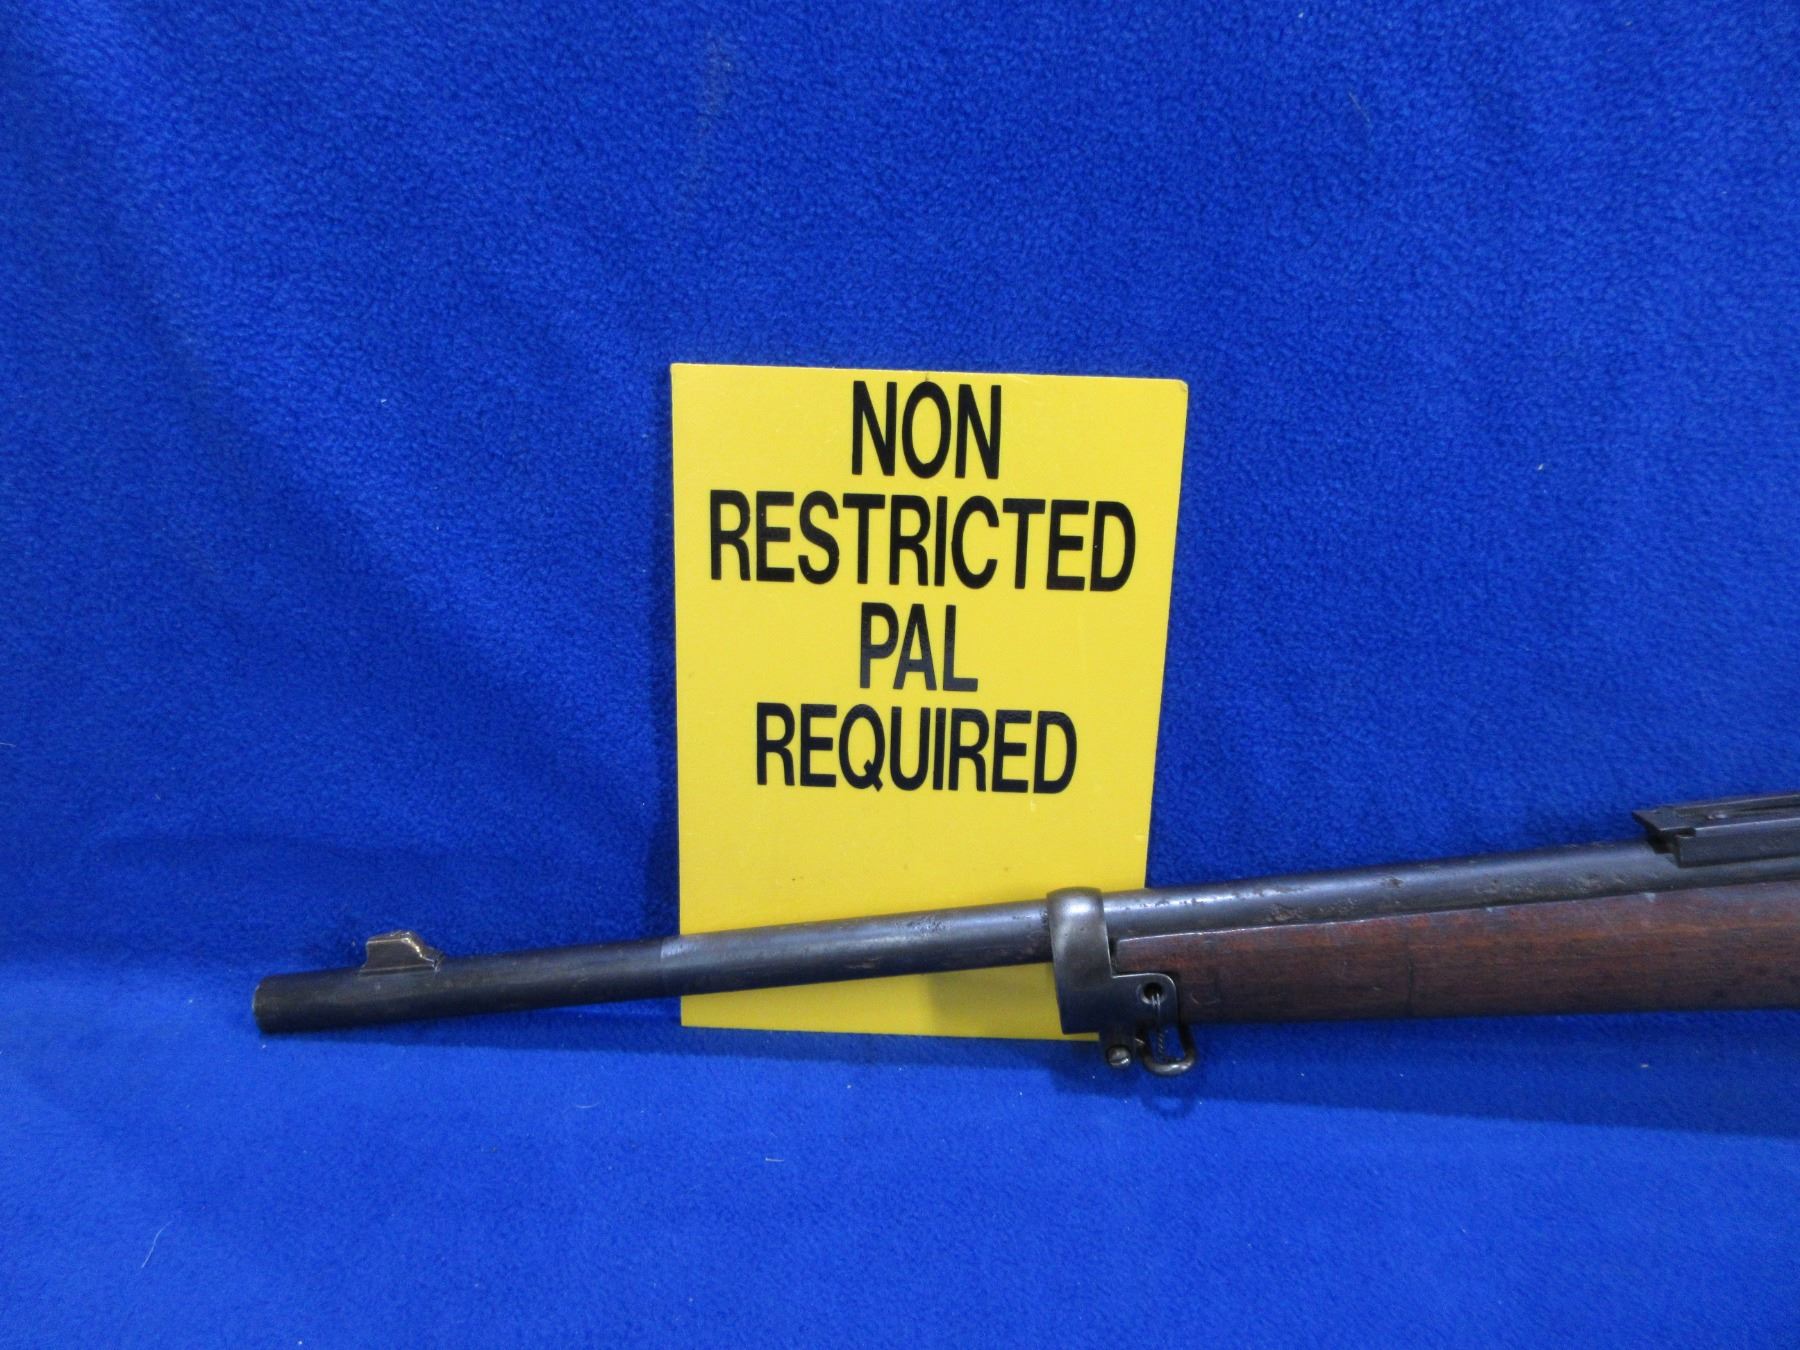 NON
RESTRICTED
PAL
REQUIRED